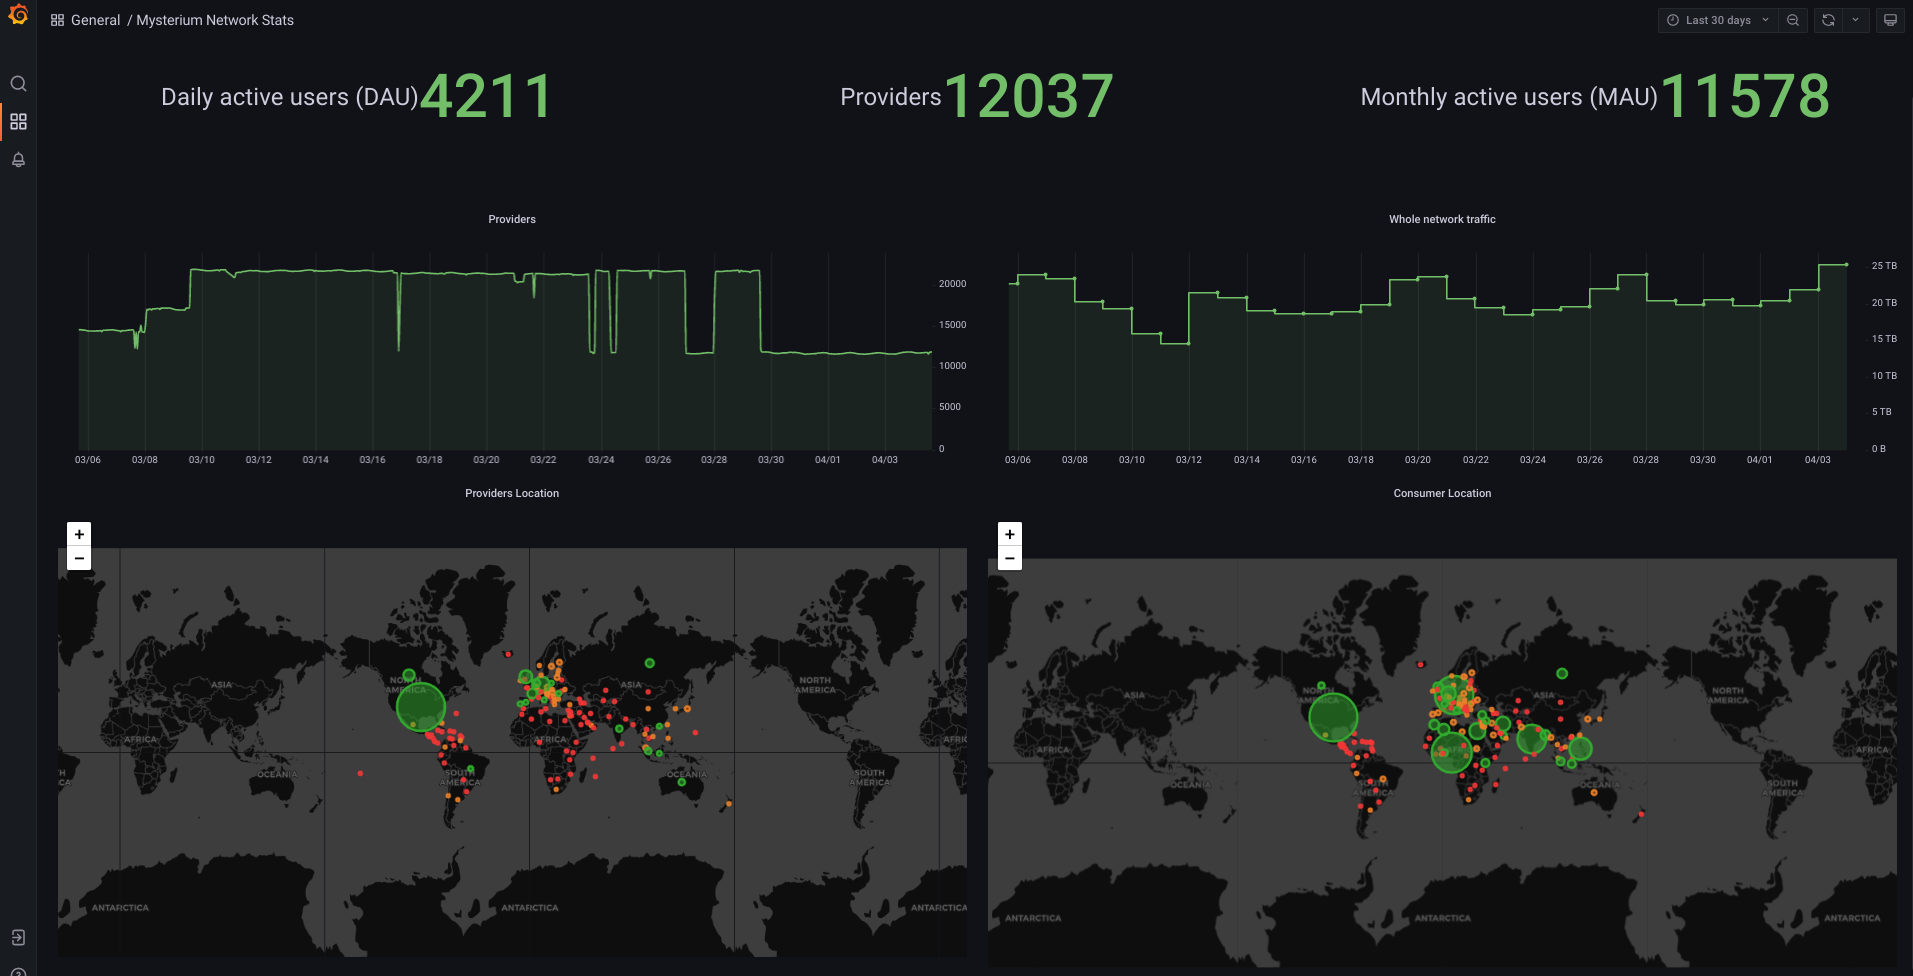 General / Mysterium Network Stats
Last 30 days
Daily active users (DAU) 4211
Providers 12037
Monthly active users (MAU) 11578
Providers
20000
15000
10000
5000
0
03/06 03/08 03/10 03/12 03/14 03/16 03/18 03/20 03/22 03/24 03/26 03/28 03/30 04/01 04/03
Whole network traffic
25 TB
20 TB
15 TB
10 TB
5 TB
0 B
03/06 03/08 03/10 03/12 03/14 03/16 03/18 03/20 03/22 03/24 03/26 03/28 03/30 04/01 04/03
Providers Location
+
−
ASIA
NORTH
AMERICA
ASIA
NORTH
AMERICA
AFRICA
AFRICA
AFRICA
OCEANIA
SOUTH
AMERICA
OCEANIA
SOUTH
AMERICA
ANTARCTICA
ANTARCTICA
ANTARCTICA
Consumer Location
+
−
ASIA
NORTH
ASIA
NORTH
AMERICA
AFRICA
AFRICA
OCEANIA
SOUTH
AMERICA
OCEANIA
SOUTH
AMERICA
ANTARCTICA
ANTARCTICA
ANTARCTICA